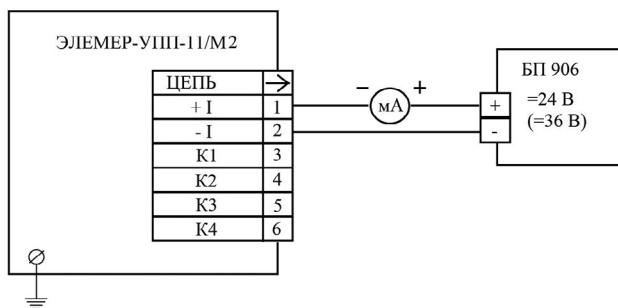 ЭЛЕМЕР-УПП-11/М2
ЦЕПЬ →
+ I 1
- I 2
К1 3
К2 4
К3 5
К4 6
− мА +
БП 906
+ =24 В
(=36 В)
-